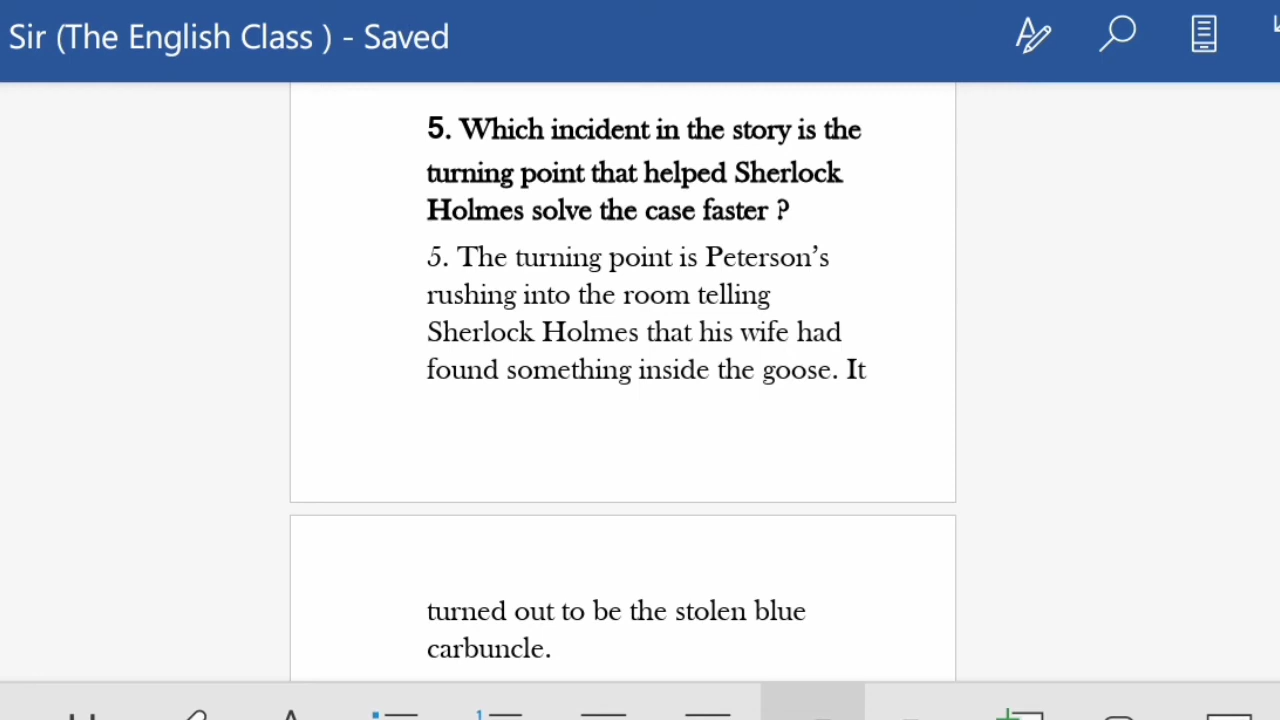 Sir (The English Class ) - Saved
5. Which incident in the story is the
turning point that helped Sherlock
Holmes solve the case faster ?
5. The turning point is Peterson’s
rushing into the room telling
Sherlock Holmes that his wife had
found something inside the goose. It
turned out to be the stolen blue
carbuncle.